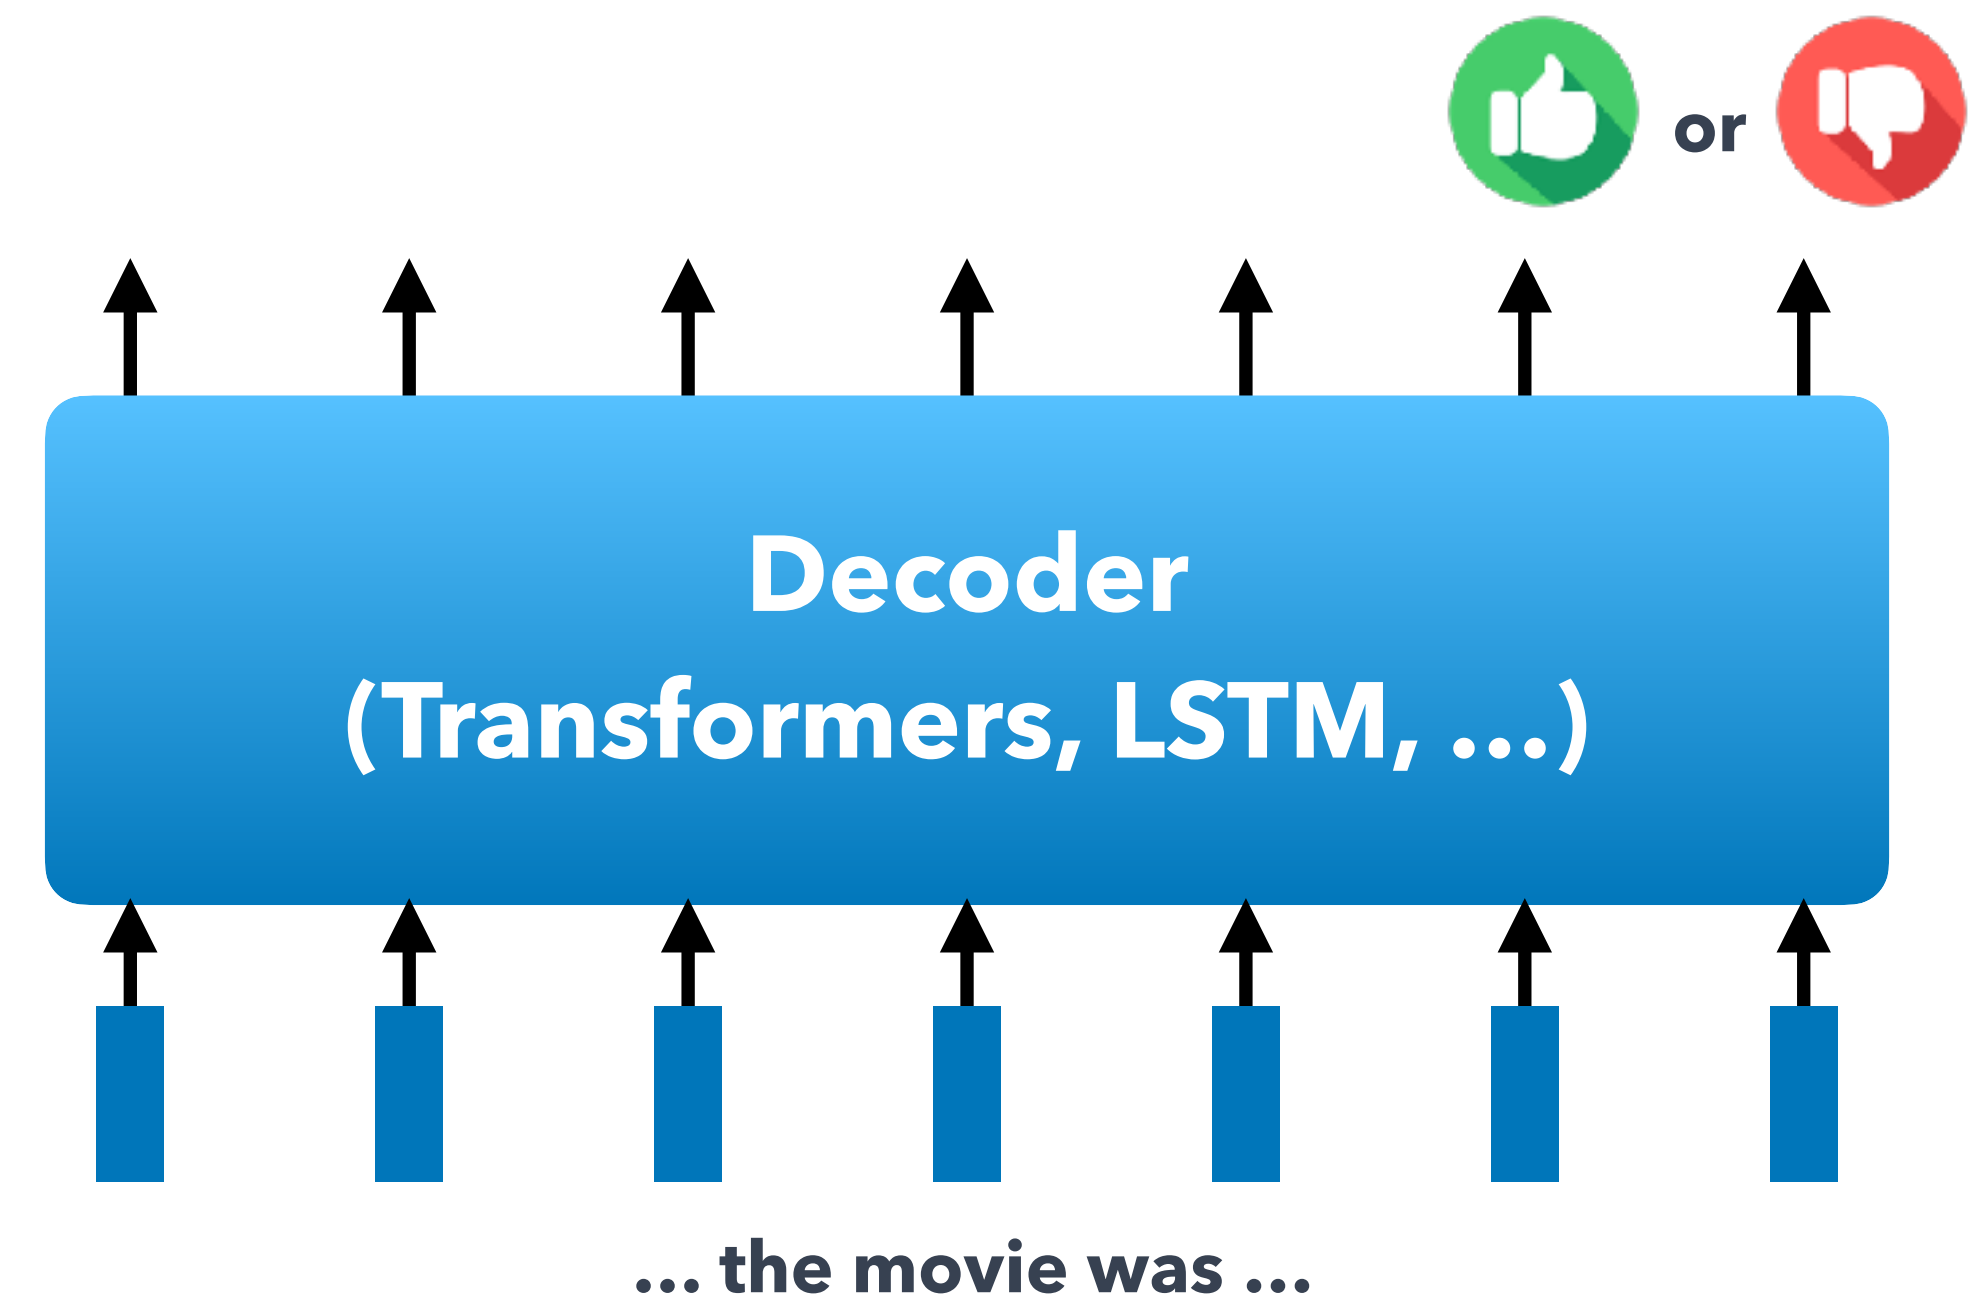 or
Decoder
(Transformers, LSTM, ...)
... the movie was ...